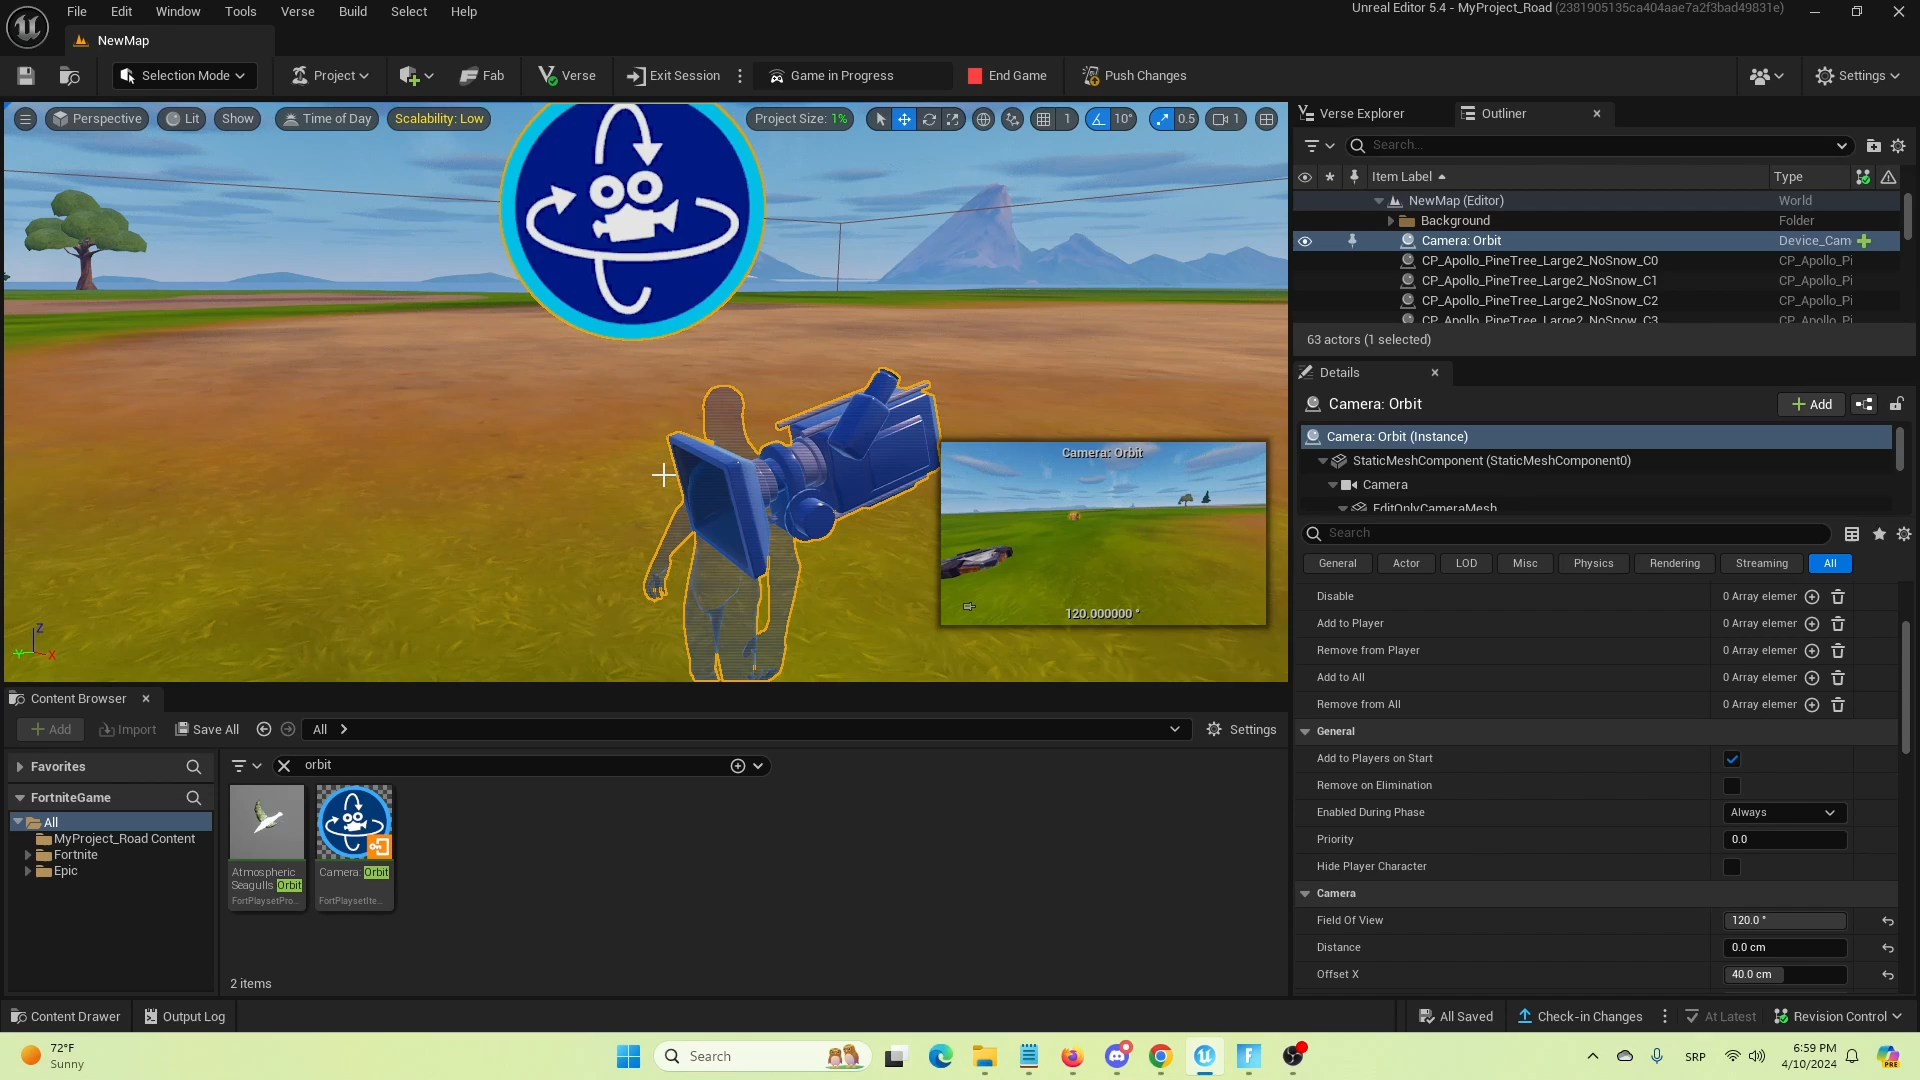 File Edit Window Tools Verse Build Select Help
Unreal Editor 5.4 - MyProject_Road (2381905135ca404aae7a2f3bad49831e)
NewMap
Selection Mode Project Fab Verse Exit Session Game in Progress End Game Push Changes Settings
Perspective Lit Show Time of Day Scalability: Low Project Size: 1% 1 10° 0.5 1
Camera: Orbit
120.000000 °
Z
Y X
Verse Explorer Outliner
Search...
Item Label Type
NewMap (Editor) World
Background Folder
Camera: Orbit Device_Cam
CP_Apollo_PineTree_Large2_NoSnow_C0 CP_Apollo_Pi
CP_Apollo_PineTree_Large2_NoSnow_C1 CP_Apollo_Pi
CP_Apollo_PineTree_Large2_NoSnow_C2 CP_Apollo_Pi
CP_Apollo_PineTree_Large2_NoSnow_C3 CP_Apollo_Pi
63 actors (1 selected)
Details
Camera: Orbit Add
Camera: Orbit (Instance)
StaticMeshComponent (StaticMeshComponent0)
Camera
EditOnlyCameraMesh
Search
General Actor LOD Misc Physics Rendering Streaming All
Disable 0 Array elemer
Add to Player 0 Array elemer
Remove from Player 0 Array elemer
Add to All 0 Array elemer
Remove from All 0 Array elemer
General
Add to Players on Start
Remove on Elimination
Enabled During Phase Always
Priority 0.0
Hide Player Character
Camera
Field Of View 120.0 °
Distance 0.0 cm
Offset X 40.0 cm
Content Browser
Add Import Save All All Settings
Favorites
orbit
FortniteGame
All
MyProject_Road Content
Fortnite
Epic
Atmospheric
Seagulls Orbit
FortPlaysetPro...
Camera: Orbit
FortPlaysetIte...
2 items
Content Drawer Output Log All Saved Check-in Changes At Latest Revision Control
72°F
Sunny
Search
SRP
6:59 PM
4/10/2024
PRE